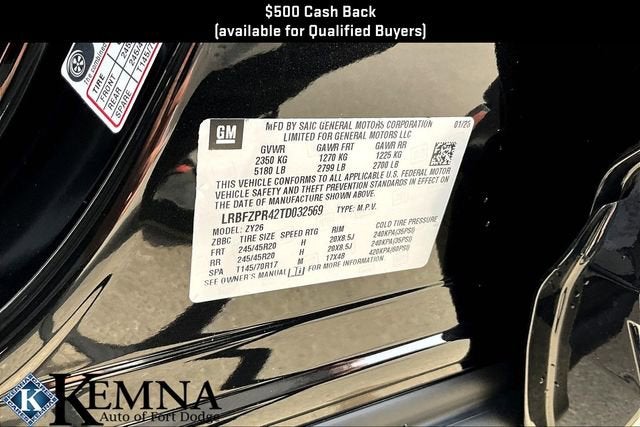 $500 Cash Back
(available for Qualified Buyers)
TIRE
FRONT
REAR
SPARE
GM
MFD BY SAIC GENERAL MOTORS CORPORATION 01/25
LIMITED FOR GENERAL MOTORS LLC
GVWR GAWR FRT GAWR RR
2350 KG 1270 KG 1225 KG
5180 LB 2799 LB 2700 LB
THIS VEHICLE CONFORMS TO ALL APPLICABLE U.S. FEDERAL MOTOR
VEHICLE SAFETY AND THEFT PREVENTION STANDARDS IN EFFECT
ON THE DATE OF MANUFACTURE SHOWN ABOVE.
LRBFZPR42TD032569 TYPE: M.P.V.
MODEL: ZY26
ZBBC TIRE SIZE SPEED RTG RIM COLD TIRE PRESSURE
FRT 245/45R20 H 20X8.5J 240KPA(35PSI)
RR 245/45R20 H 20X8.5J 240KPA(35PSI)
SPA T145/70R17 M 17X4B 420KPA(60PSI)
SEE OWNER'S MANUAL FOR MORE INFORMATION
K KEMNA
Auto of Fort Dodge